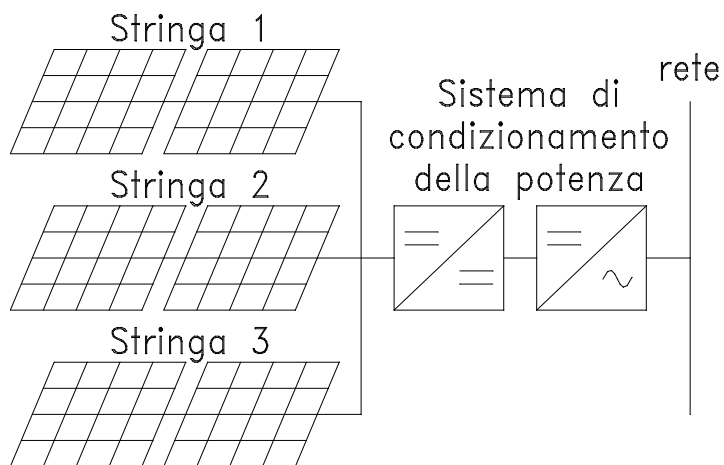 Stringa 1
rete
Sistema di
condizionamento
della potenza
Stringa 2
Stringa 3